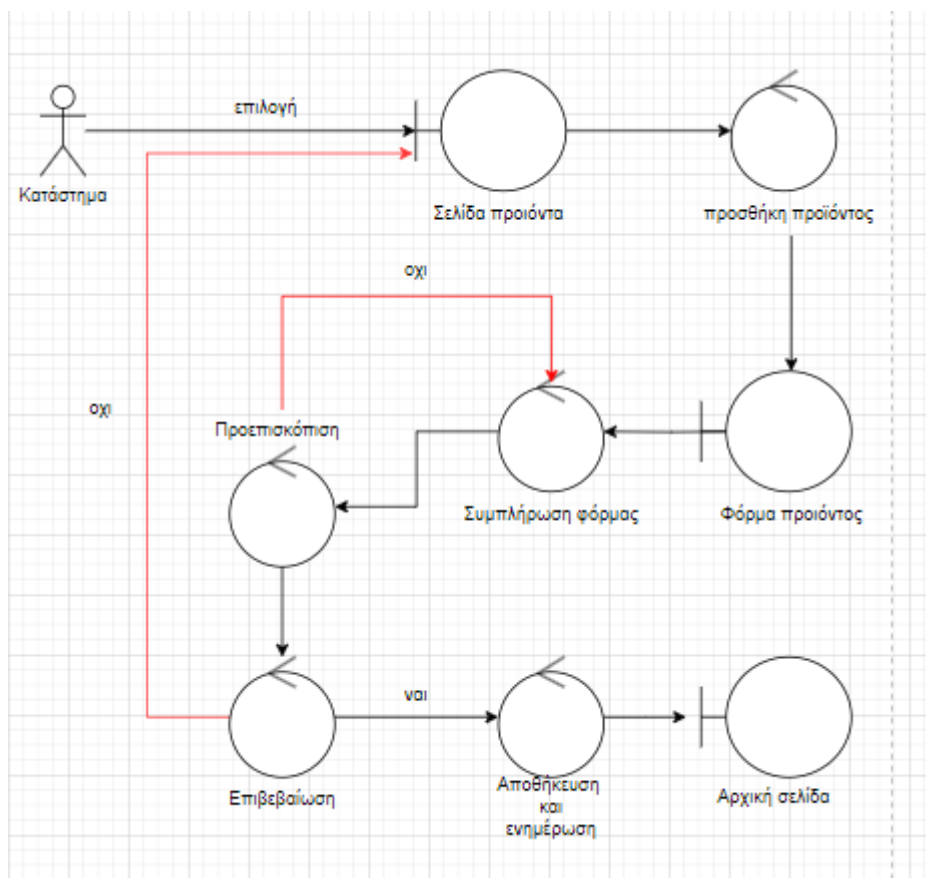 επιλογή
Κατάστημα
Σελίδα προιόντα
προσθήκη προϊόντος
οχι
οχι
Προεπισκόπιση
Συμπλήρωση φόρμας
Φόρμα προιόντος
ναι
Επιβεβαίωση
Αποθήκευση
και
ενημέρωση
Αρχική σελίδα